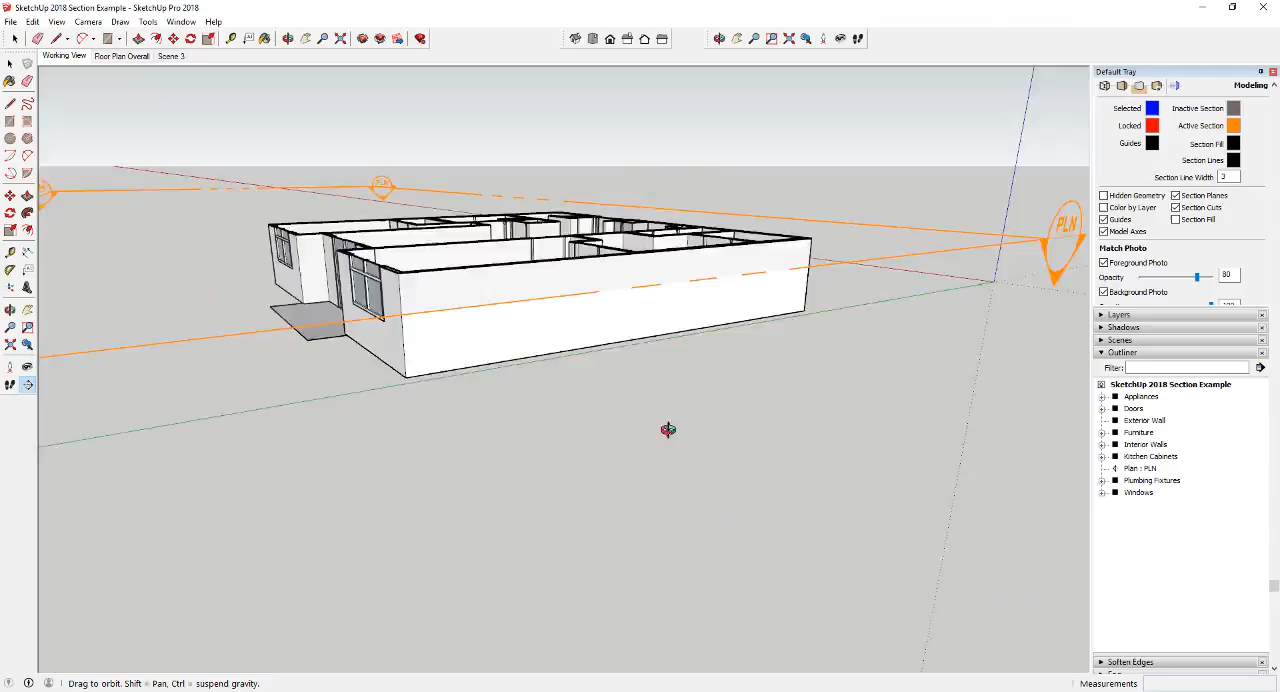 SketchUp 2018 Section Example - SketchUp Pro 2018
File Edit View Camera Draw Tools Window Help
Working View Floor Plan Overall Scene 3
PLN
PLN
Default Tray
Modeling
Selected Inactive Section
Locked Active Section
Guides Section Fill
Section Lines
Section Line Width 3
Hidden Geometry Section Planes
Color by Layer Section Cuts
Guides Section Fill
Model Axes
Match Photo
Foreground Photo
Opacity 80
Background Photo
Layers
Shadows
Scenes
Outliner
Filter:
SketchUp 2018 Section Example
Appliances
Doors
Exterior Wall
Furniture
Interior Walls
Kitchen Cabinets
Plan : PLN
Plumbing Fixtures
Windows
Soften Edges
Drag to orbit. Shift = Pan, Ctrl = suspend gravity.
Measurements